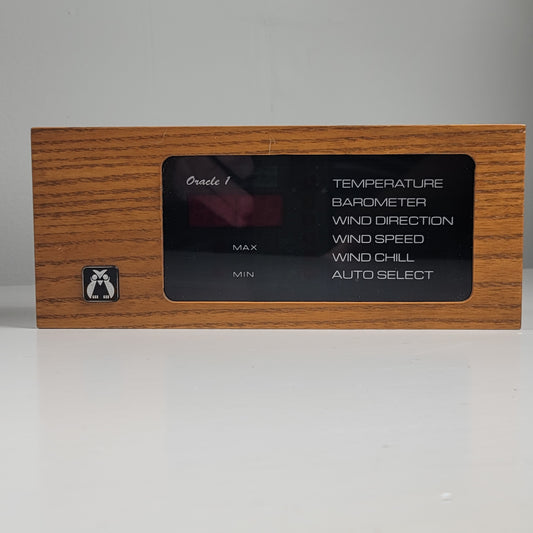 Oracle 1
MAX
MIN
TEMPERATURE
BAROMETER
WIND DIRECTION
WIND SPEED
WIND CHILL
AUTO SELECT